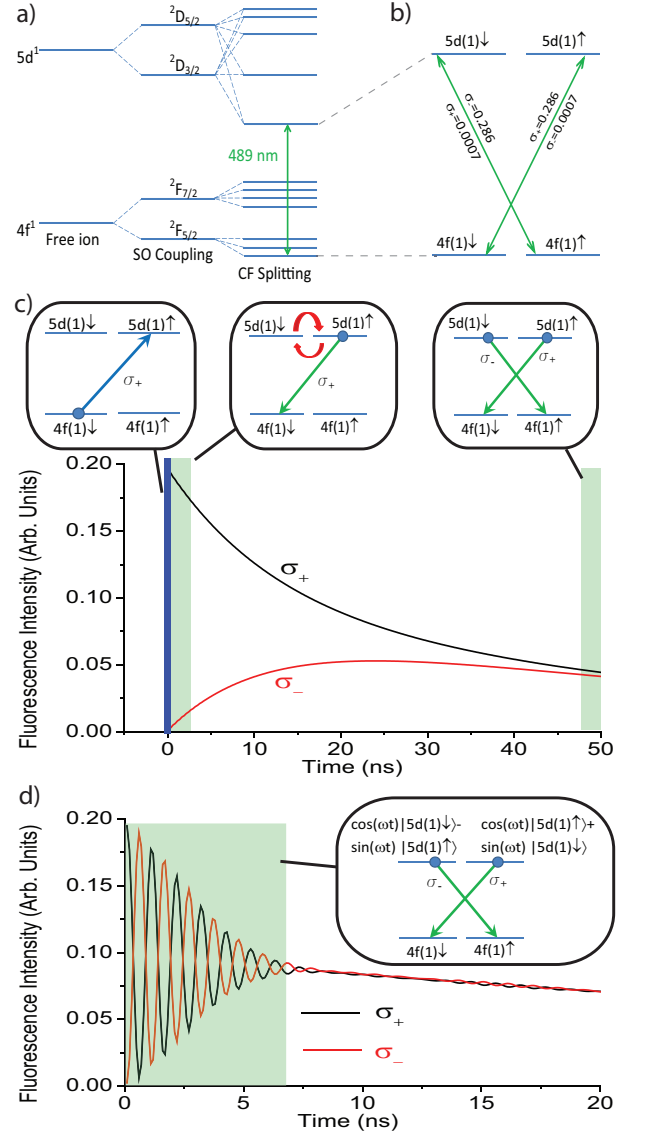 a)
²D₅/₂
5d¹
²D₃/₂
489 nm
²F₇/₂
4f¹
Free ion
²F₅/₂
SO Coupling
CF Splitting
b)
5d(1)↓ 5d(1)↑
σ₋=0.286
σ₊=0.0007
σ₊=0.286
σ₋=0.0007
4f(1)↓ 4f(1)↑
c)
5d(1)↓ 5d(1)↑
σ₊
4f(1)↓ 4f(1)↑
5d(1)↓ 5d(1)↑
σ₊
4f(1)↓ 4f(1)↑
5d(1)↓ 5d(1)↑
σ₋ σ₊
4f(1)↓ 4f(1)↑
Fluorescence Intensity (Arb. Units)
0.20
0.15
0.10
0.05
0.00
σ₊
σ₋
0 10 20 30 40 50
Time (ns)
d)
Fluorescence Intensity (Arb. Units)
0.20
0.15
0.10
0.05
0.00
cos(ωt)|5d(1)↓⟩- cos(ωt)|5d(1)↑⟩+
sin(ωt) |5d(1)↑⟩ sin(ωt) |5d(1)↓⟩
σ₋ σ₊
4f(1)↓ 4f(1)↑
σ₊
σ₋
0 5 10 15 20
Time (ns)